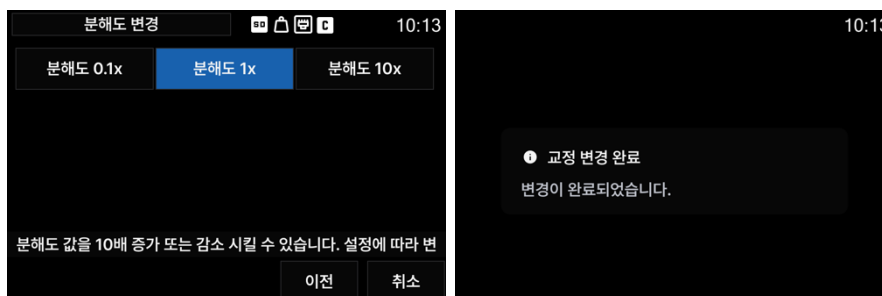 분해도 변경 SD C 10:13
분해도 0.1x 분해도 1x 분해도 10x
분해도 값을 10배 증가 또는 감소 시킬 수 있습니다. 설정에 따라 변
이전 취소
10:13
교정 변경 완료
변경이 완료되었습니다.